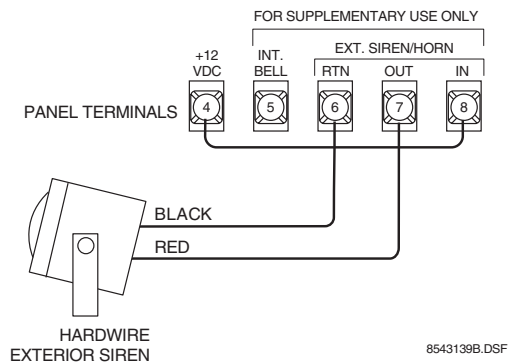 FOR SUPPLEMENTARY USE ONLY
+12
VDC
INT.
BELL
EXT. SIREN/HORN
RTN
OUT
IN
PANEL TERMINALS
4
5
6
7
8
BLACK
RED
HARDWIRE
EXTERIOR SIREN
8543139B.DSF